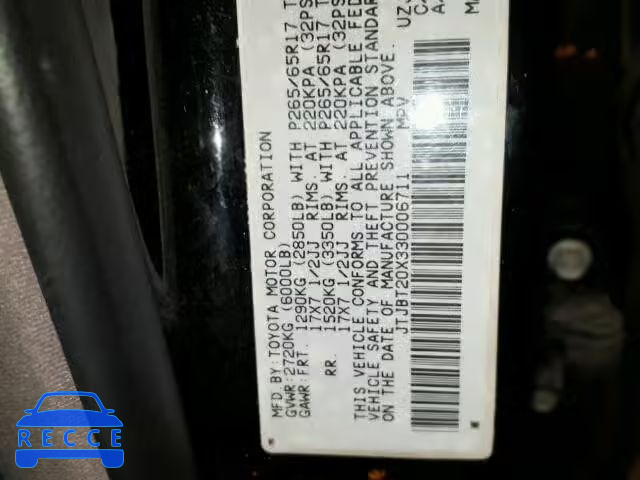 MFD. BY: TOYOTA MOTOR CORPORATION
GVWR: 2720KG (6000LB)
GAWR: FRT. 1290KG (2850LB) WITH P265/65R17 T
17X7 1/2JJ RIMS. AT 220KPA (32PS
RR. 1520KG (3350LB) WITH P265/65R17 T
17X7 1/2JJ RIMS. AT 220KPA (32PS
THIS VEHICLE CONFORMS TO ALL APPLICABLE FED
VEHICLE SAFETY AND THEFT PREVENTION STANDAR
ON THE DATE OF MANUFACTURE SHOWN ABOVE.
JTJBT20X330006711
MPV
UZ
RECCE